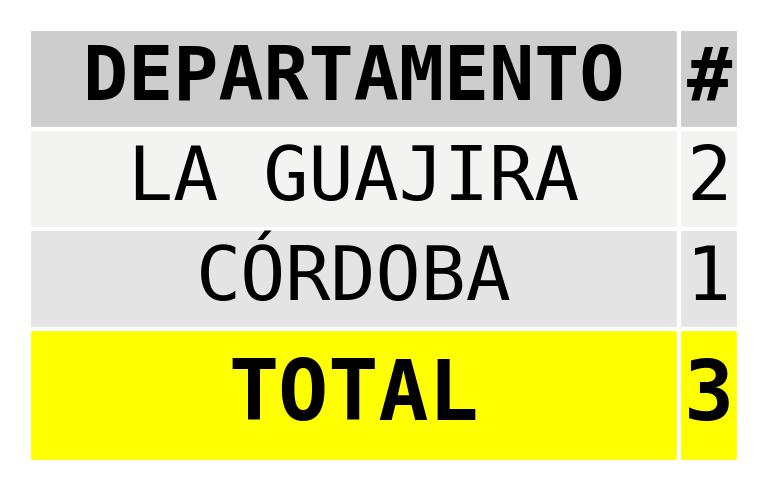 DEPARTAMENTO #
LA GUAJIRA 2
CÓRDOBA 1
TOTAL 3